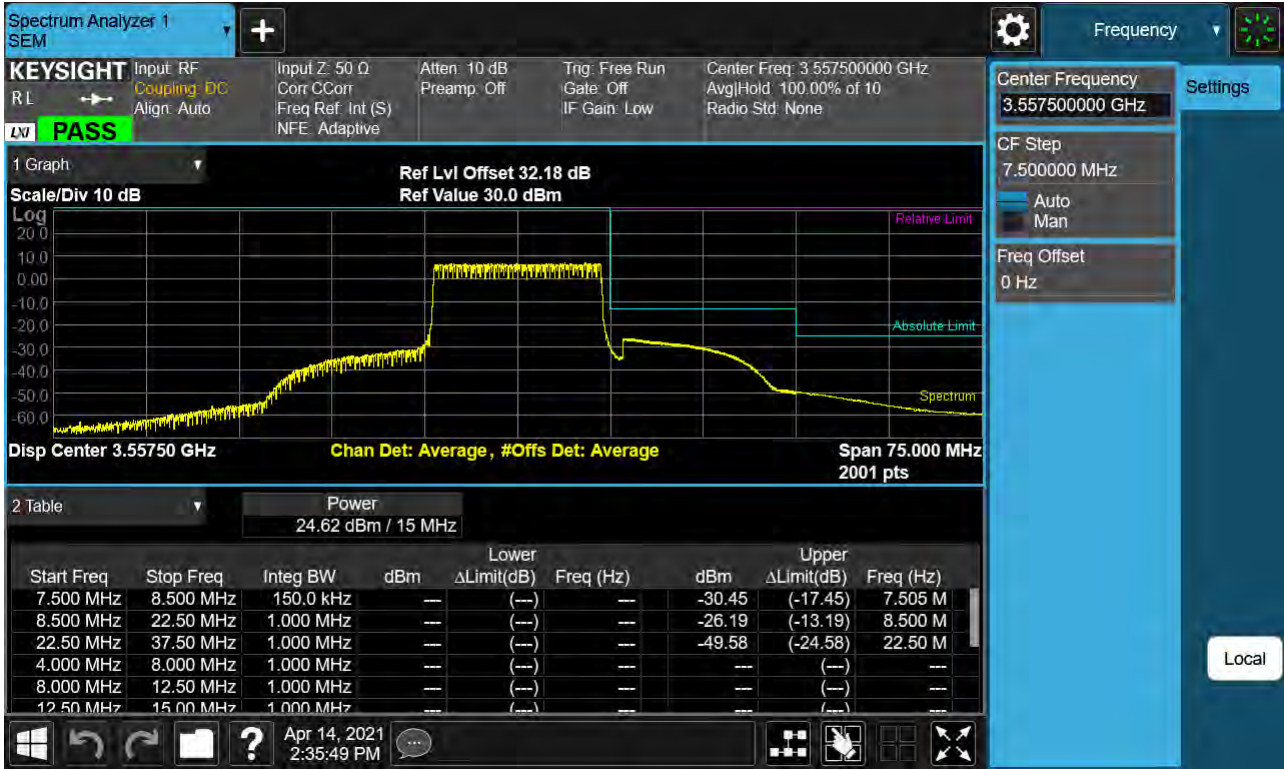 Spectrum Analyzer 1
SEM
+
Frequency
KEYSIGHT
RL
LXI
PASS
Input: RF
Coupling: DC
Align: Auto
Input Z: 50 Ω
Corr CCorr
Freq Ref: Int (S)
NFE: Adaptive
Atten: 10 dB
Preamp: Off
Trig: Free Run
Gate: Off
IF Gain: Low
Center Freq: 3.557500000 GHz
Avg|Hold: 100.00% of 10
Radio Std: None
1 Graph
Scale/Div 10 dB
Ref Lvl Offset 32.18 dB
Ref Value 30.0 dBm
Log
20.0
10.0
0.00
-10.0
-20.0
-30.0
-40.0
-50.0
-60.0
Relative Limit
Absolute Limit
Spectrum
Disp Center 3.55750 GHz
Chan Det: Average, #Offs Det: Average
Span 75.000 MHz
2001 pts
2 Table
Power
24.62 dBm / 15 MHz
Lower Upper
Start Freq Stop Freq Integ BW dBm ΔLimit(dB) Freq (Hz) dBm ΔLimit(dB) Freq (Hz)
7.500 MHz 8.500 MHz 150.0 kHz --- (---) --- -30.45 (-17.45) 7.505 M
8.500 MHz 22.50 MHz 1.000 MHz --- (---) --- -26.19 (-13.19) 8.500 M
22.50 MHz 37.50 MHz 1.000 MHz --- (---) --- -49.58 (-24.58) 22.50 M
4.000 MHz 8.000 MHz 1.000 MHz --- (---) --- --- (---) ---
8.000 MHz 12.50 MHz 1.000 MHz --- (---) --- --- (---) ---
12.50 MHz 15.00 MHz 1.000 MHz --- (---) --- --- (---) ---
?
Apr 14, 2021
2:35:49 PM
Center Frequency
3.557500000 GHz
CF Step
7.500000 MHz
Auto
Man
Freq Offset
0 Hz
Settings
Local